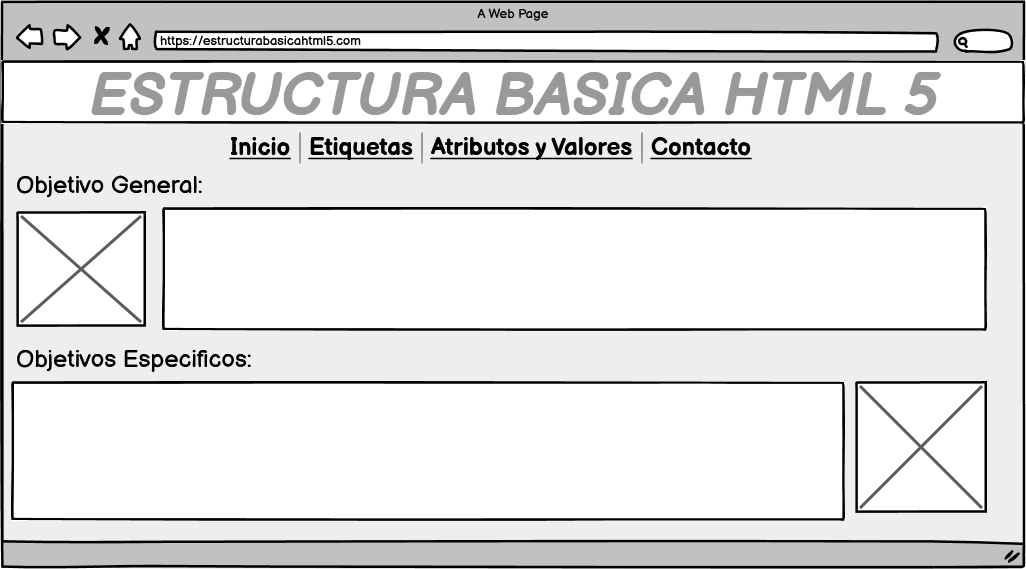 A Web Page
https://estructurabasicahtml5.com
ESTRUCTURA BASICA HTML 5
Inicio Etiquetas Atributos y Valores Contacto
Objetivo General:
Objetivos Especificos: